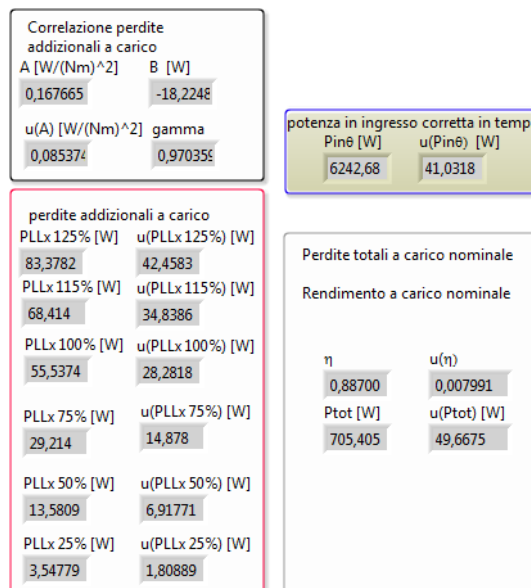 Correlazione perdite
addizionali a carico
A [W/(Nm)^2] B [W]
0,167665 -18,2248
u(A) [W/(Nm)^2] gamma
0,085374 0,970359
potenza in ingresso corretta in temp
Pinθ [W] u(Pinθ) [W]
6242,68 41,0318
perdite addizionali a carico
PLLx 125% [W] u(PLLx 125%) [W]
83,3782 42,4583
PLLx 115% [W] u(PLLx 115%) [W]
68,414 34,8386
PLLx 100% [W] u(PLLx 100%) [W]
55,5374 28,2818
PLLx 75% [W] u(PLLx 75%) [W]
29,214 14,878
PLLx 50% [W] u(PLLx 50%) [W]
13,5809 6,91771
PLLx 25% [W] u(PLLx 25%) [W]
3,54779 1,80889
Perdite totali a carico nominale
Rendimento a carico nominale
η u(η)
0,88700 0,007991
Ptot [W] u(Ptot) [W]
705,405 49,6675